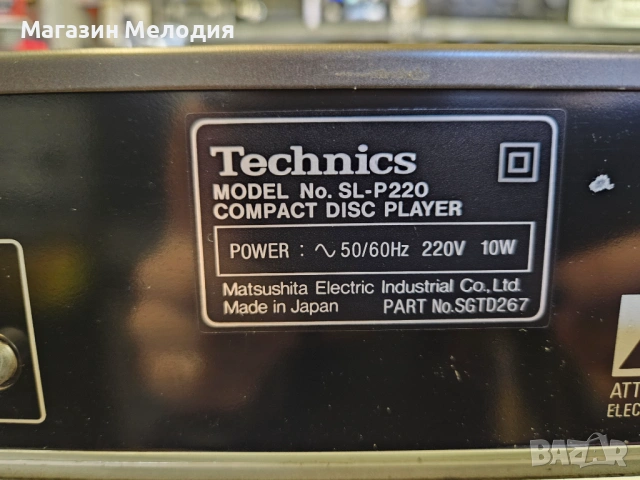 Магазин Мелодия
Technics
MODEL No. SL-P220
COMPACT DISC PLAYER
POWER : ∿ 50/60Hz 220V 10W
Matsushita Electric Industrial Co., Ltd.
Made in Japan PART No. SGTD267
ATT
ELEC
BAZAR